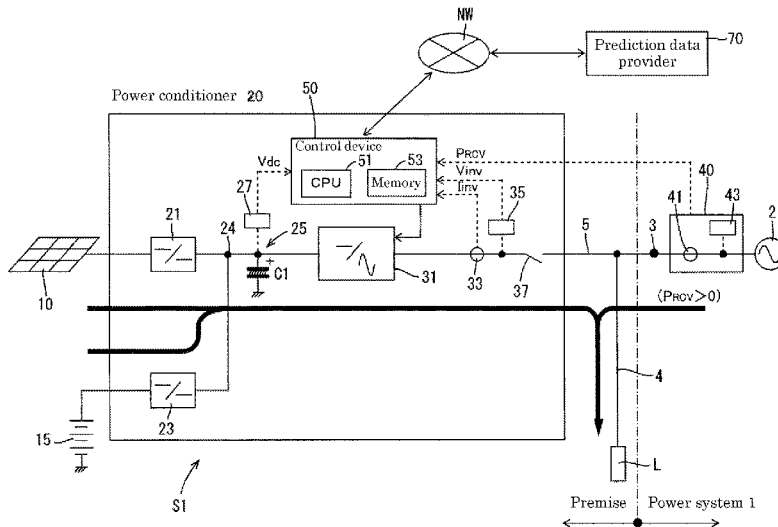 NW
70
Prediction data
provider
Power conditioner 20
50
Control device
51
53
CPU
Memory
Vdc
PRCV
Vinv
Iinv
27
35
40
41
43
2
21
24
25
5
3
+
C1
31
33
37
10
(PRCV>0)
23
4
15
L
S1
Premise
Power system 1